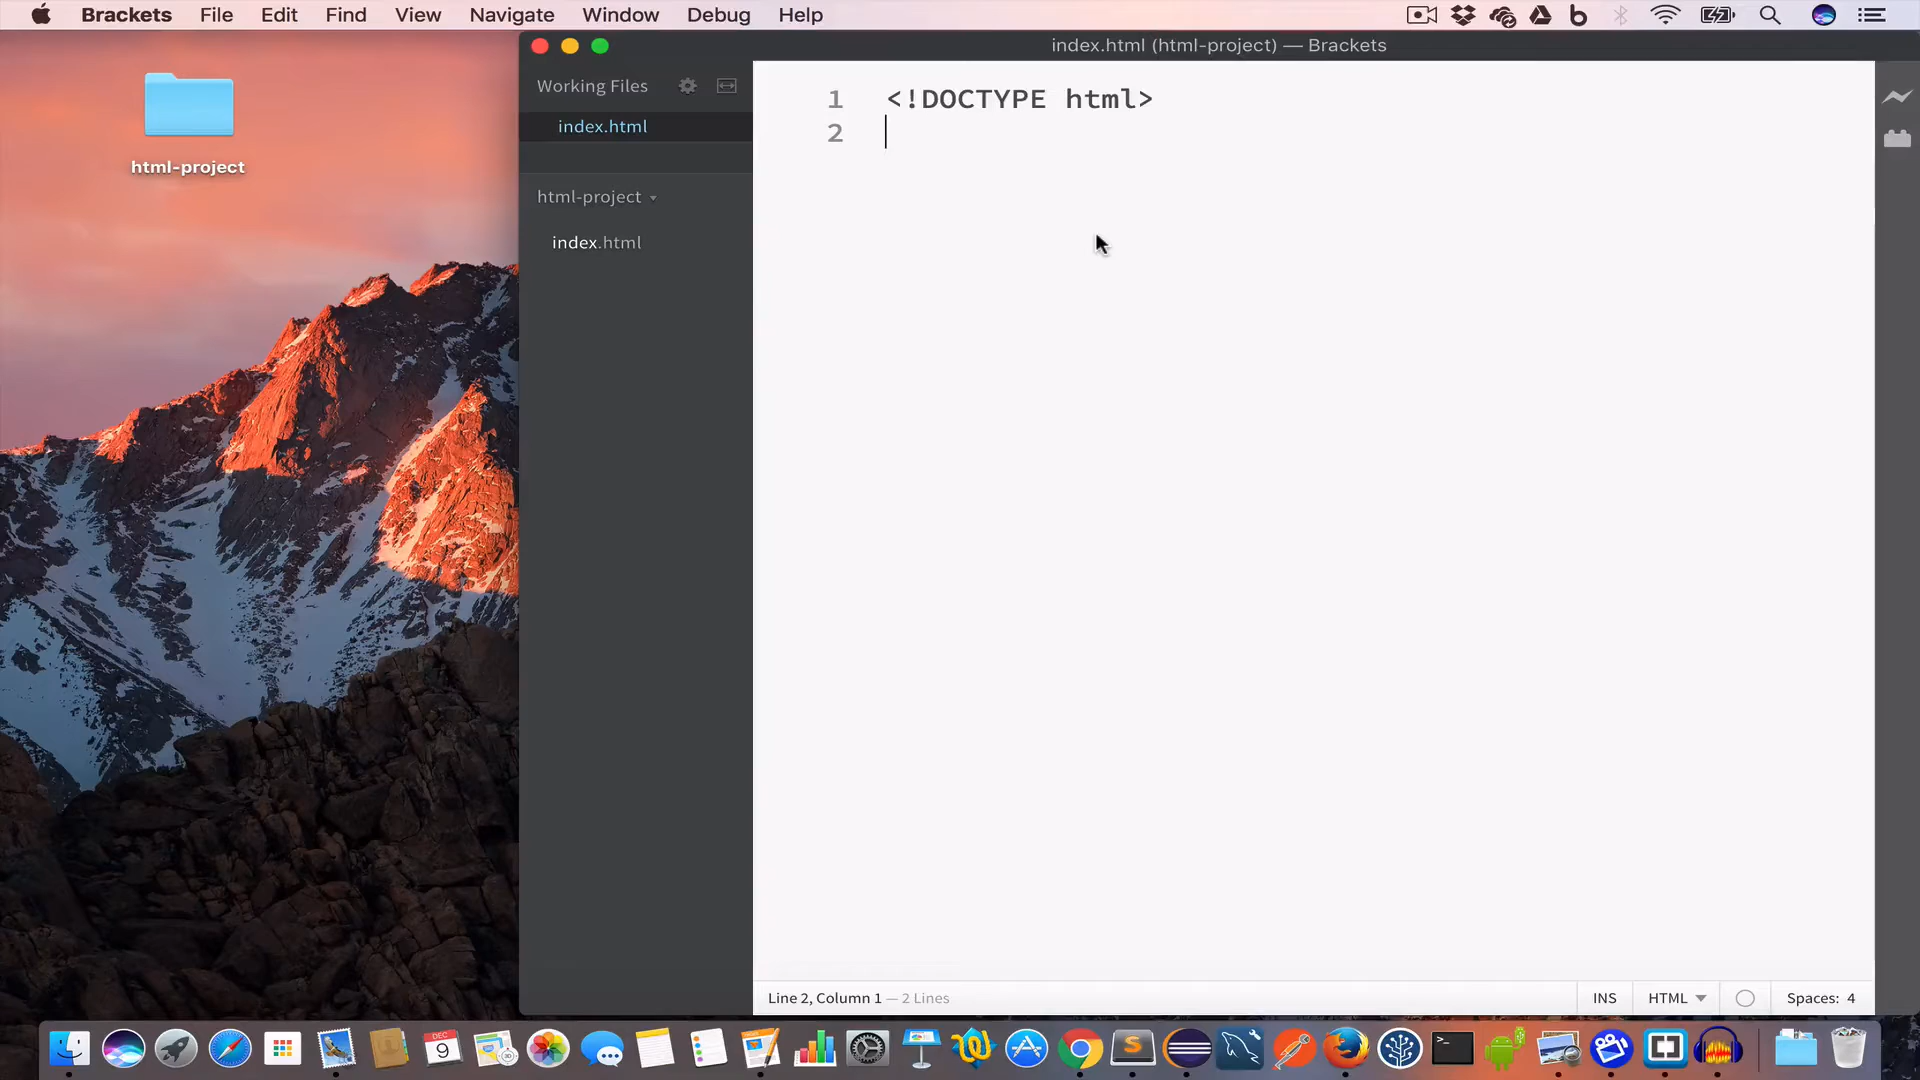 Brackets File Edit Find View Navigate Window Debug Help
index.html (html-project) — Brackets
html-project
Working Files
index.html
html-project
index.html
1 <!DOCTYPE html>
2
Line 2, Column 1 — 2 Lines
INS HTML Spaces: 4
DEC
9